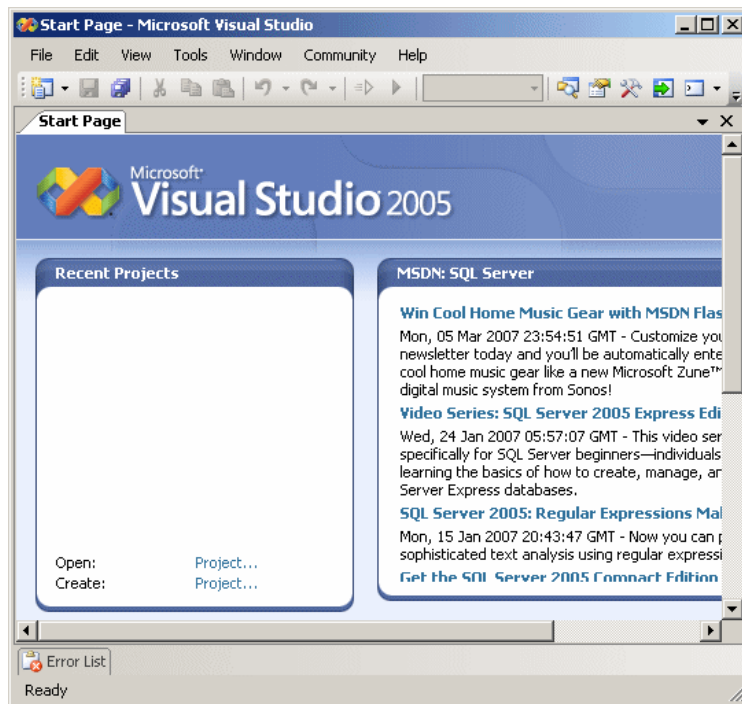 Start Page - Microsoft Visual Studio
File Edit View Tools Window Community Help
Start Page
Microsoft
Visual Studio 2005
Recent Projects
Open: Project...
Create: Project...
MSDN: SQL Server
Win Cool Home Music Gear with MSDN Flas
Mon, 05 Mar 2007 23:54:51 GMT - Customize you
newsletter today and you'll be automatically ente
cool home music gear like a new Microsoft Zune™
digital music system from Sonos!
Video Series: SQL Server 2005 Express Edi
Wed, 24 Jan 2007 05:57:07 GMT - This video ser
specifically for SQL Server beginners—individuals
learning the basics of how to create, manage, an
Server Express databases.
SQL Server 2005: Regular Expressions Mak
Mon, 15 Jan 2007 20:43:47 GMT - Now you can p
sophisticated text analysis using regular expressi
Get the SQL Server 2005 Compact Edition
Error List
Ready